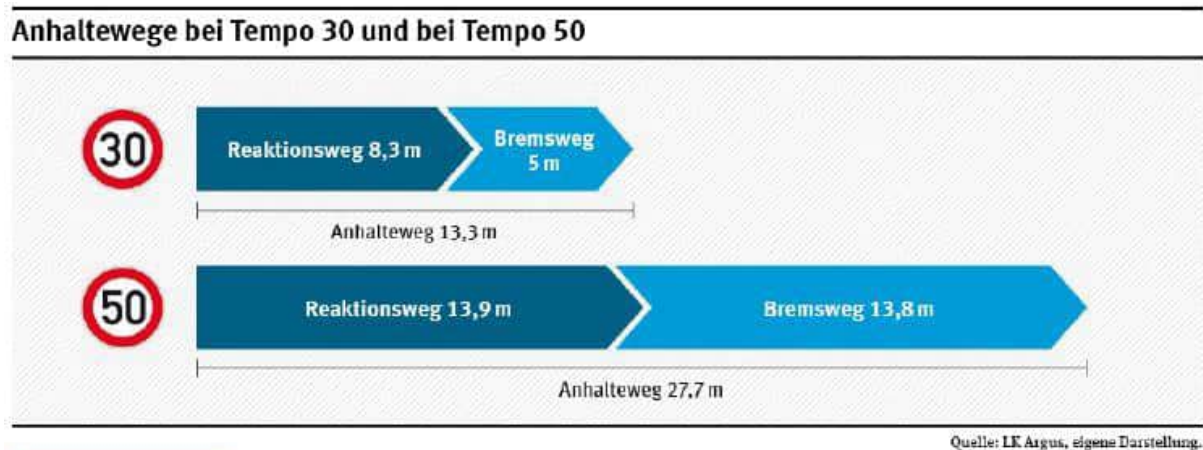 Anhaltewege bei Tempo 30 und bei Tempo 50
30
Reaktionsweg 8,3 m
Bremsweg
5 m
Anhalteweg 13,3 m
50
Reaktionsweg 13,9 m
Bremsweg 13,8 m
Anhalteweg 27,7 m
Quelle: LK Argus, eigene Darstellung.